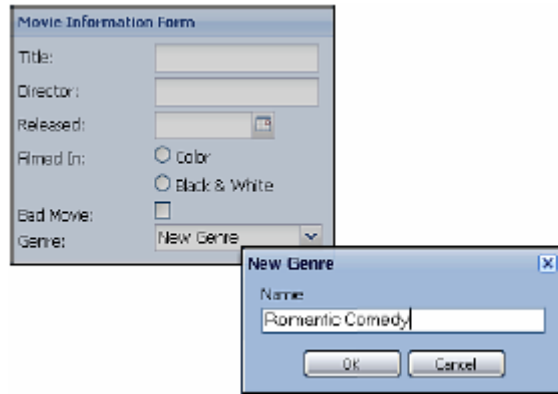 Movie Information Form
Title:
Director:
Released:
Filmed In:
Color
Black & White
Bad Movie:
Genre:
New Genre
New Genre
Name
Romantic Comedy
OK
Cancel